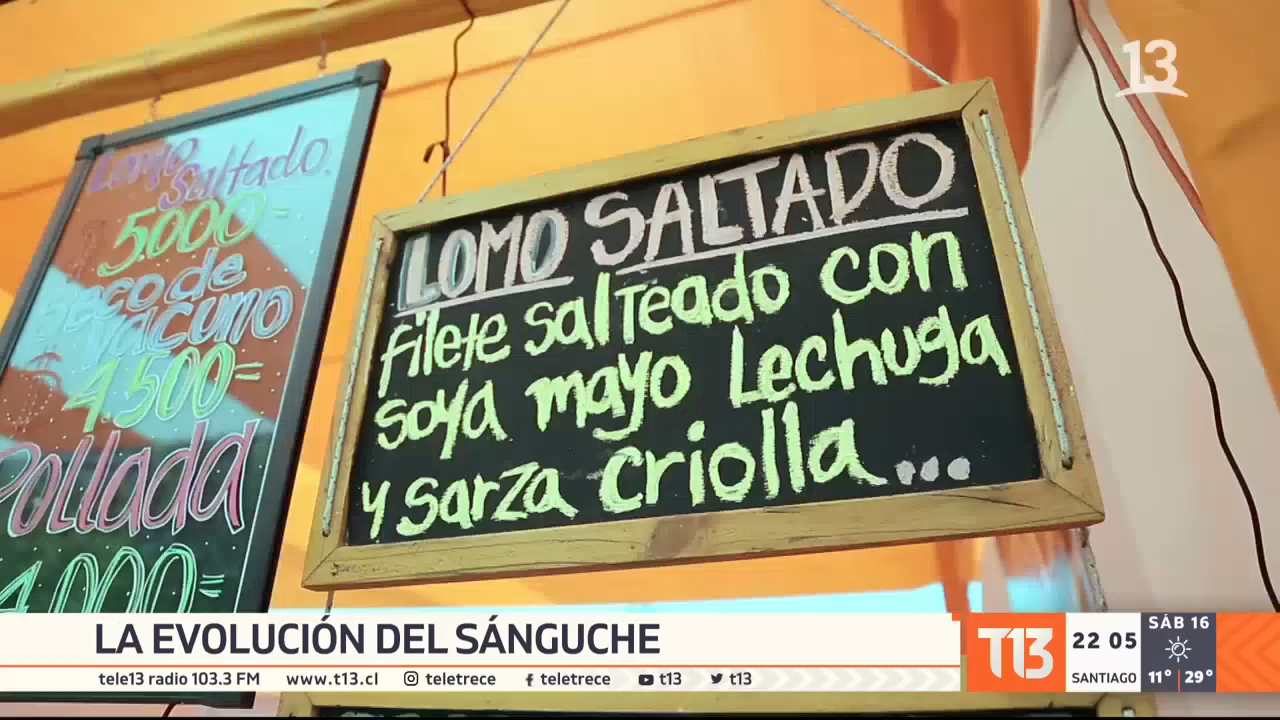 13
Lomo
Saltado.
5000=
Seco de
Vacuno
4.500=
Pollada
4.000=
LOMO SALTADO
filete salteado con
soya mayo Lechuga
y sarza criolla...
LA EVOLUCIÓN DEL SÁNGUCHE
tele13 radio 103.3 FM www.t13.cl teletrece teletrece t13 t13
T13
22 05
SANTIAGO
SÁB 16
11° 29°